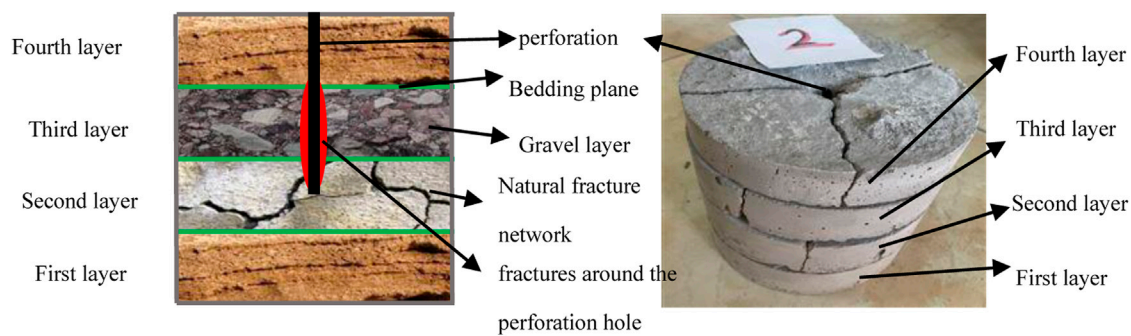 Fourth layer
Third layer
Second layer
First layer
perforation
Bedding plane
Gravel layer
Natural fracture
network
fractures around the
perforation hole
2
Fourth layer
Third layer
Second layer
First layer